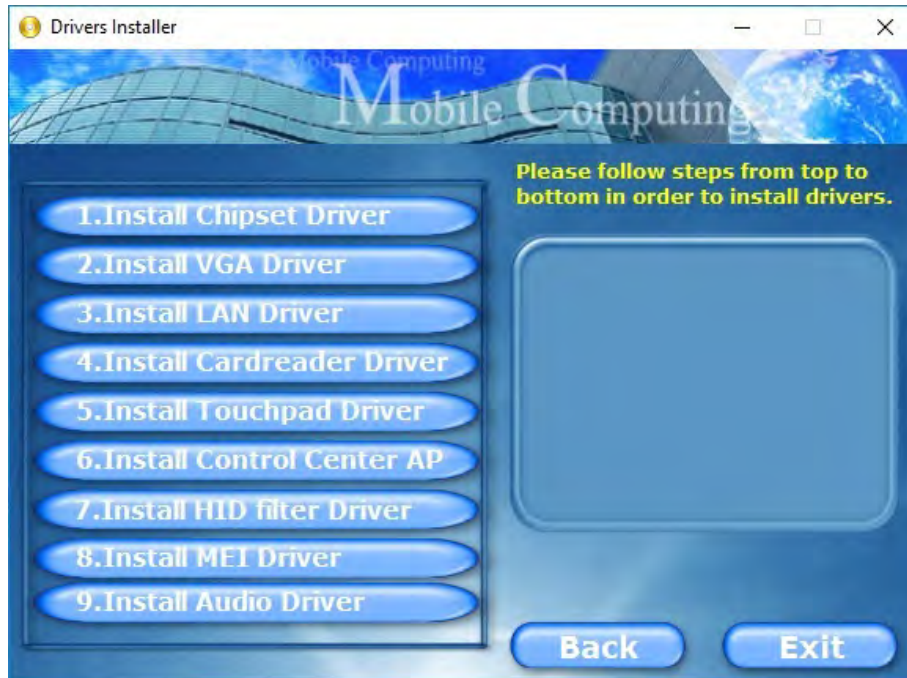 Drivers Installer
Mobile Computing
Mobile Computing
Please follow steps from top to
bottom in order to install drivers.
1.Install Chipset Driver
2.Install VGA Driver
3.Install LAN Driver
4.Install Cardreader Driver
5.Install Touchpad Driver
6.Install Control Center AP
7.Install HID filter Driver
8.Install MEI Driver
9.Install Audio Driver
Back
Exit